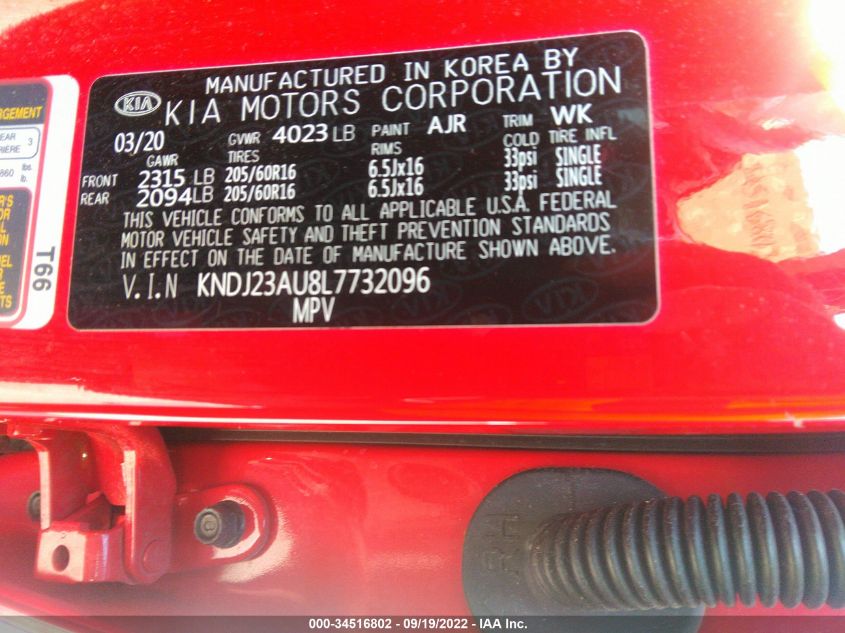 MANUFACTURED IN KOREA BY
KIA KIA MOTORS CORPORATION
03/20 GVWR 4023 LB PAINT AJR TRIM WK
GAWR TIRES RIMS COLD TIRE INFL
FRONT 2315 LB 205/60R16 6.5Jx16 33psi SINGLE
REAR 2094 LB 205/60R16 6.5Jx16 33psi SINGLE
THIS VEHICLE CONFORMS TO ALL APPLICABLE U.S.A. FEDERAL
MOTOR VEHICLE SAFETY AND THEFT PREVENTION STANDARDS
IN EFFECT ON THE DATE OF MANUFACTURE SHOWN ABOVE.
V.I.N KNDJ23AU8L7732096
MPV
T66
RH
000-34516802 - 09/19/2022 - IAA Inc.